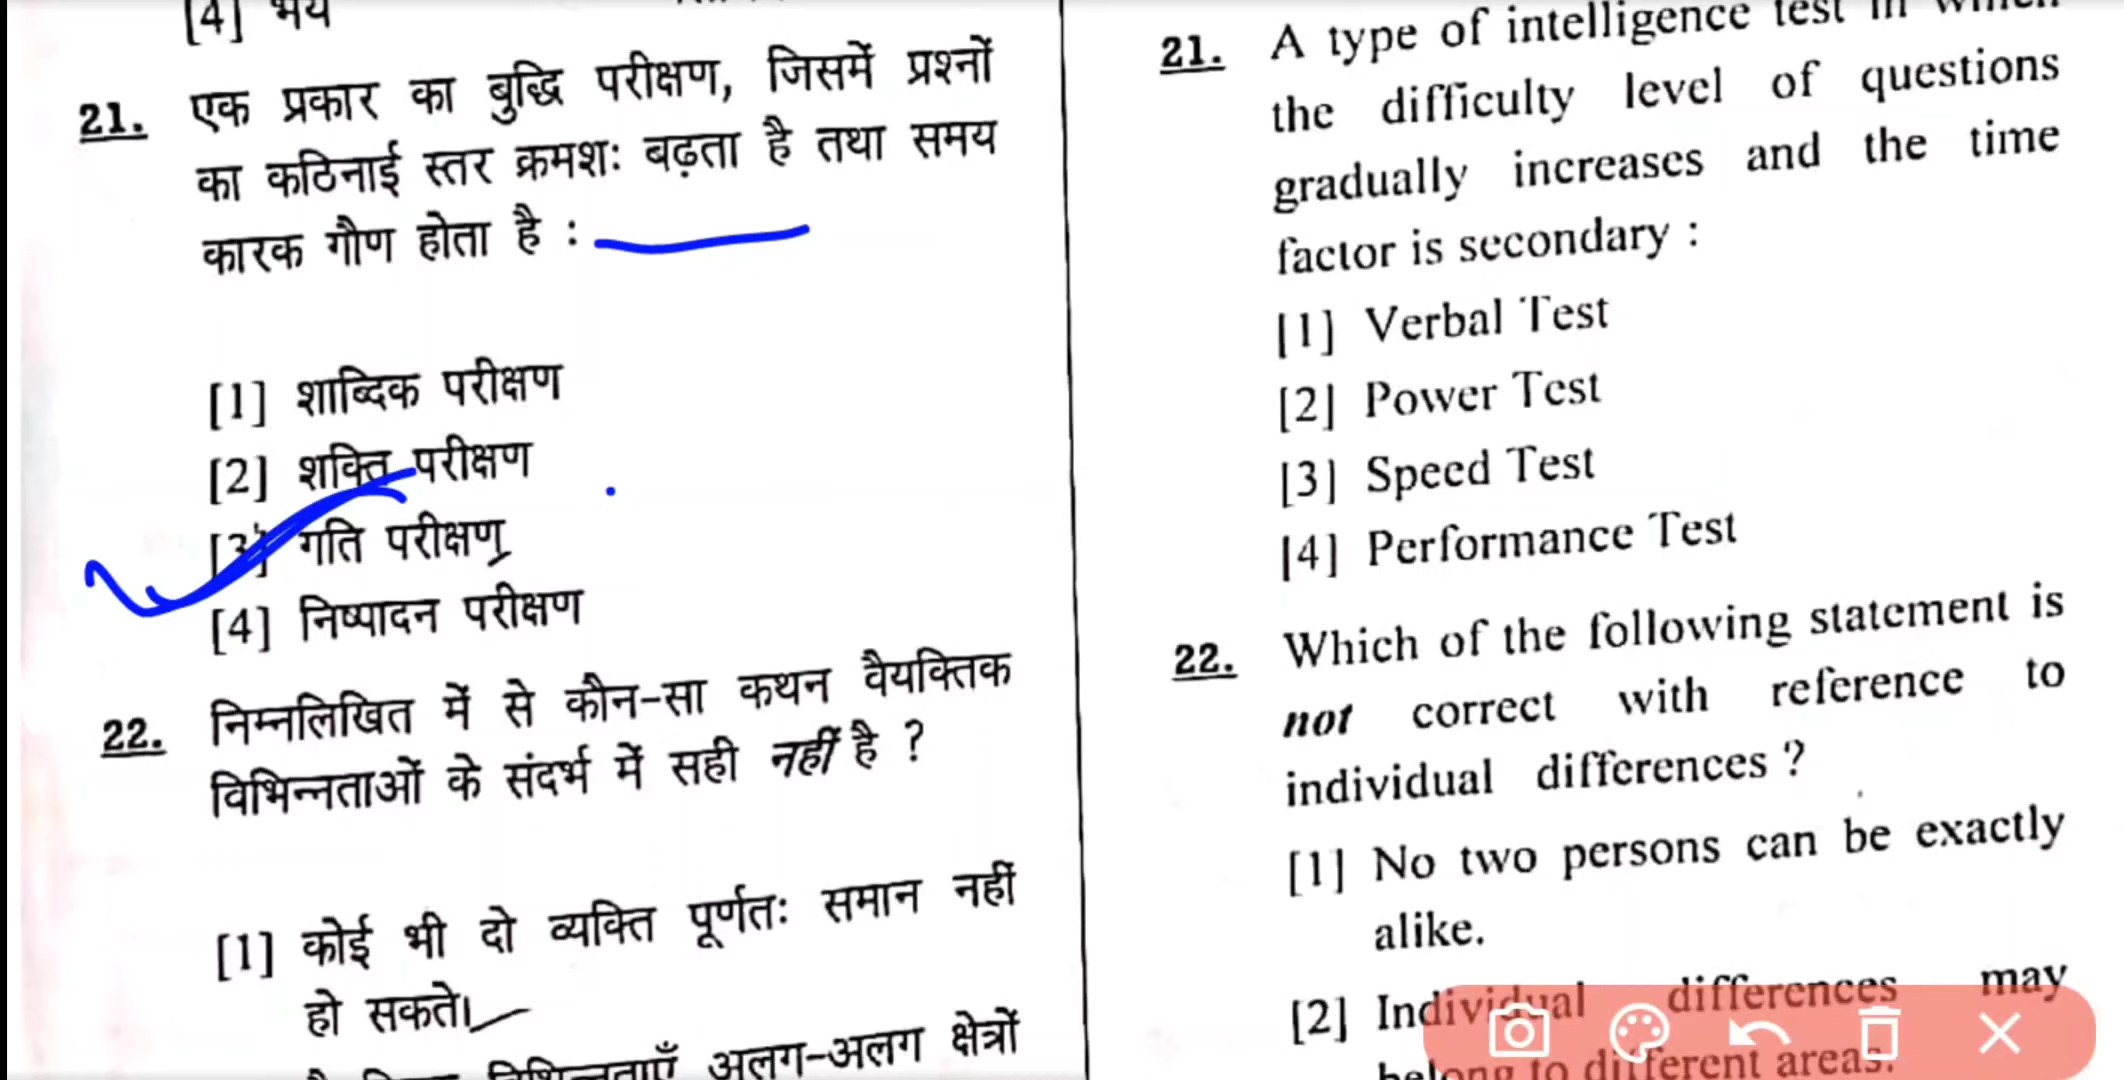 [4] भय
21. एक प्रकार का बुद्धि परीक्षण, जिसमें प्रश्नों
का कठिनाई स्तर क्रमशः बढ़ता है तथा समय
कारक गौण होता है :
[1] शाब्दिक परीक्षण
[2] शक्ति परीक्षण
[3] गति परीक्षण
[4] निष्पादन परीक्षण
22. निम्नलिखित में से कौन-सा कथन वैयक्तिक
विभिन्नताओं के संदर्भ में सही नहीं है ?
[1] कोई भी दो व्यक्ति पूर्णतः समान नहीं
हो सकते।
विभिन्नताएँ अलग-अलग क्षेत्रों
21. A type of intelligence test in which
the difficulty level of questions
gradually increases and the time
factor is secondary :
[1] Verbal Test
[2] Power Test
[3] Speed Test
[4] Performance Test
22. Which of the following statement is
not correct with reference to
individual differences ?
[1] No two persons can be exactly
alike.
[2] Individual differences may
belong to different areas.